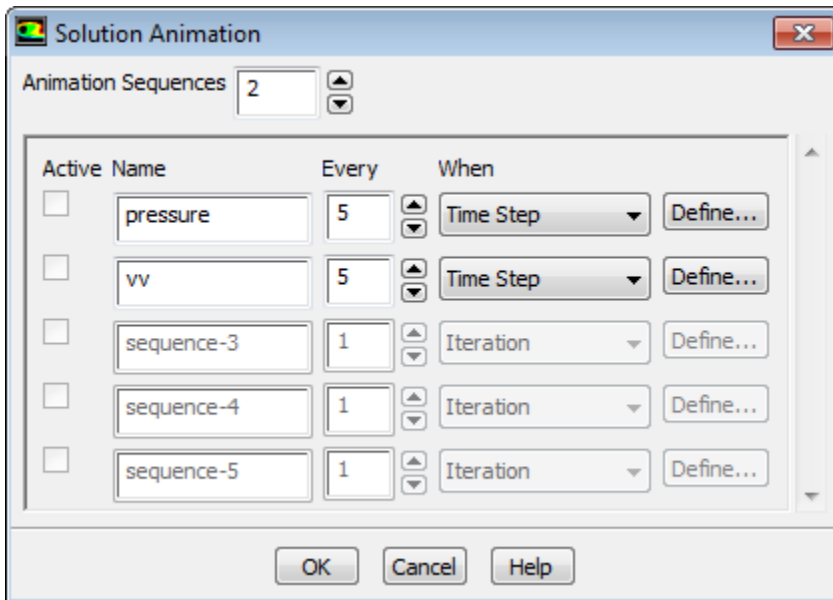 Solution Animation
Animation Sequences 2
Active Name Every When
pressure 5 Time Step Define...
vv 5 Time Step Define...
sequence-3 1 Iteration Define...
sequence-4 1 Iteration Define...
sequence-5 1 Iteration Define...
OK Cancel Help